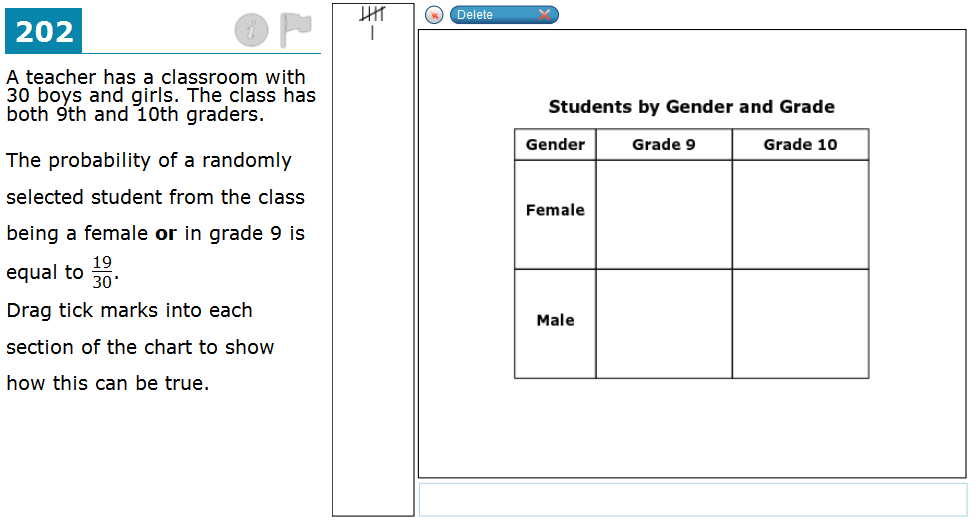 202
A teacher has a classroom with
30 boys and girls. The class has
both 9th and 10th graders.
The probability of a randomly
selected student from the class
being a female or in grade 9 is
equal to 19/30.
Drag tick marks into each
section of the chart to show
how this can be true.
Delete
Students by Gender and Grade
Gender Grade 9 Grade 10
Female
Male